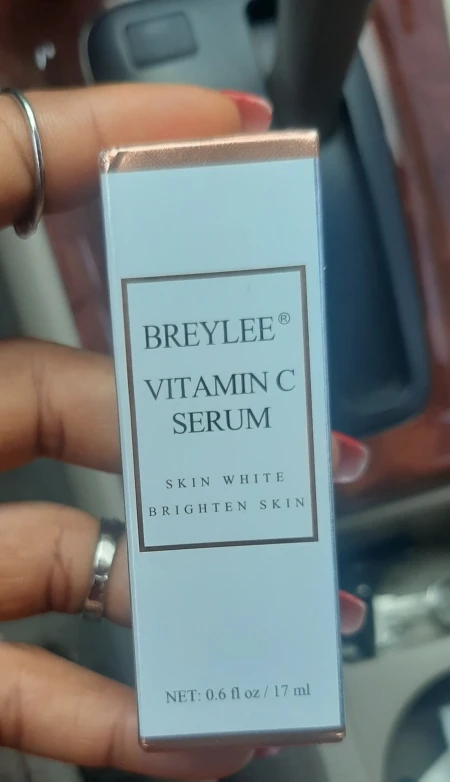 BREYLEE®
VITAMIN C
SERUM
SKIN WHITE
BRIGHTEN SKIN
NET: 0.6 fl oz / 17 ml